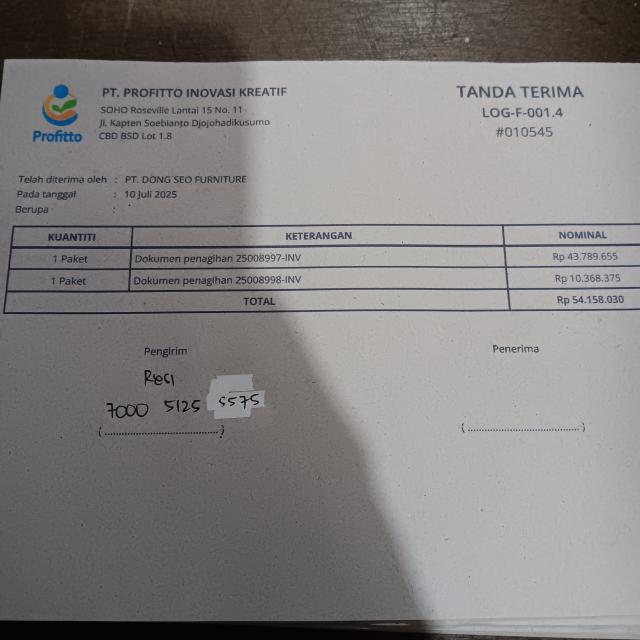 PT. PROFITTO INOVASI KREATIF
SOHO Roseville Lantai 15 No. 11
Jl. Kapten Soebianto Djojohadikusumo
CBD BSD Lot 1.8
Profitto
TANDA TERIMA
LOG-F-001.4
#010545
Telah diterima oleh : PT. DONG SEO FURNITURE
Pada tanggal : 10 Juli 2025
Berupa :
KUANTITI KETERANGAN NOMINAL
1 Paket Dokumen penagihan 25008997-INV Rp 43.789.655
1 Paket Dokumen penagihan 25008998-INV Rp 10.368.375
TOTAL Rp 54.158.030
Pengirim Penerima
7000 5125 5575
(..............................) (..............................)